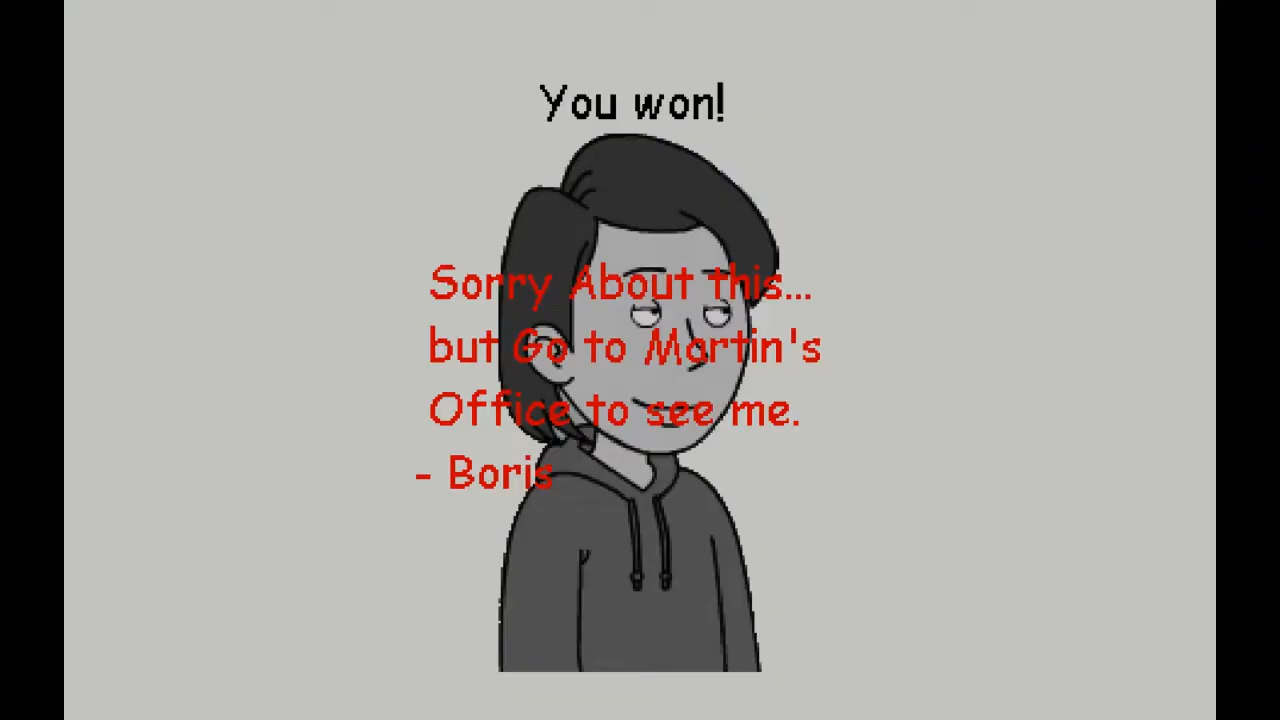 You won!
Sorry About this...
but Go to Martin's
Office to see me.
- Boris